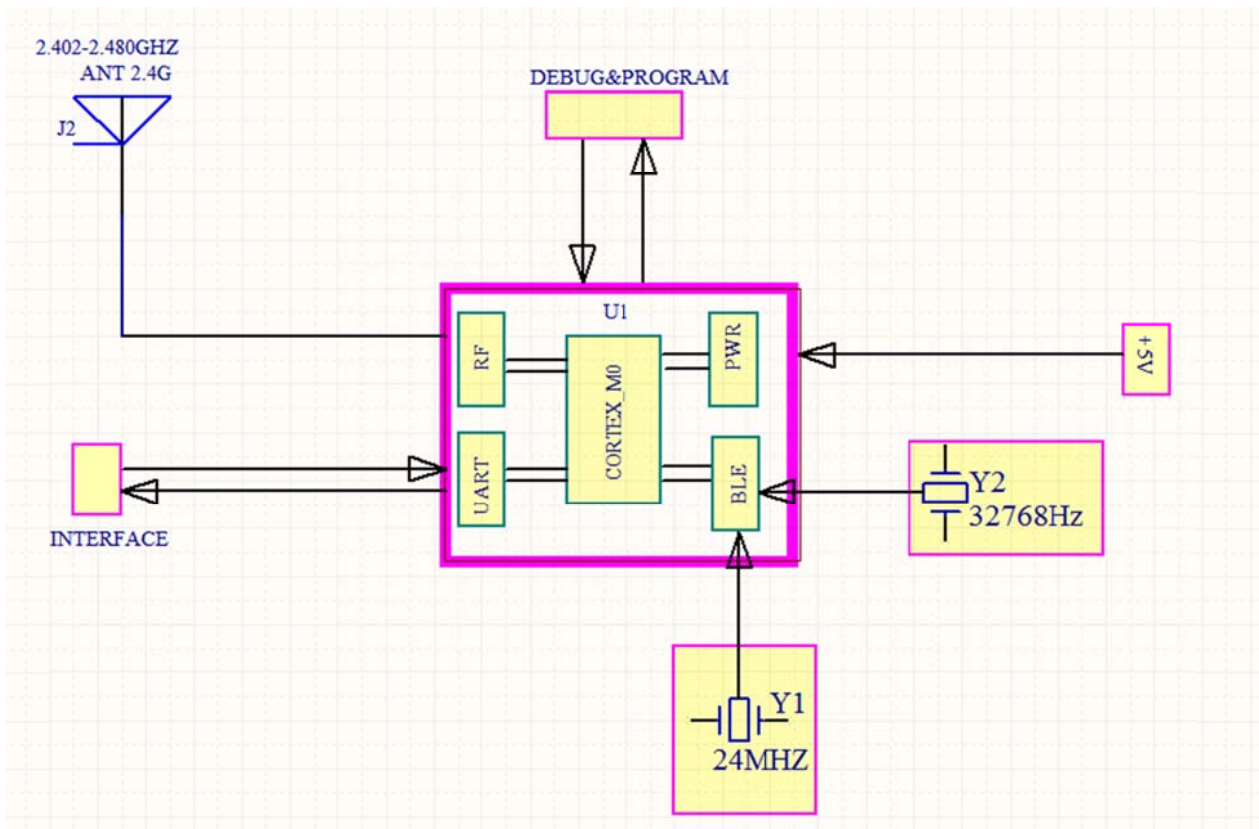 2.402-2.480GHZ
ANT 2.4G
J2
DEBUG&PROGRAM
U1
RF
CORTEX_M0
PWR
+5V
UART
BLE
INTERFACE
Y2
32768Hz
Y1
24MHZ